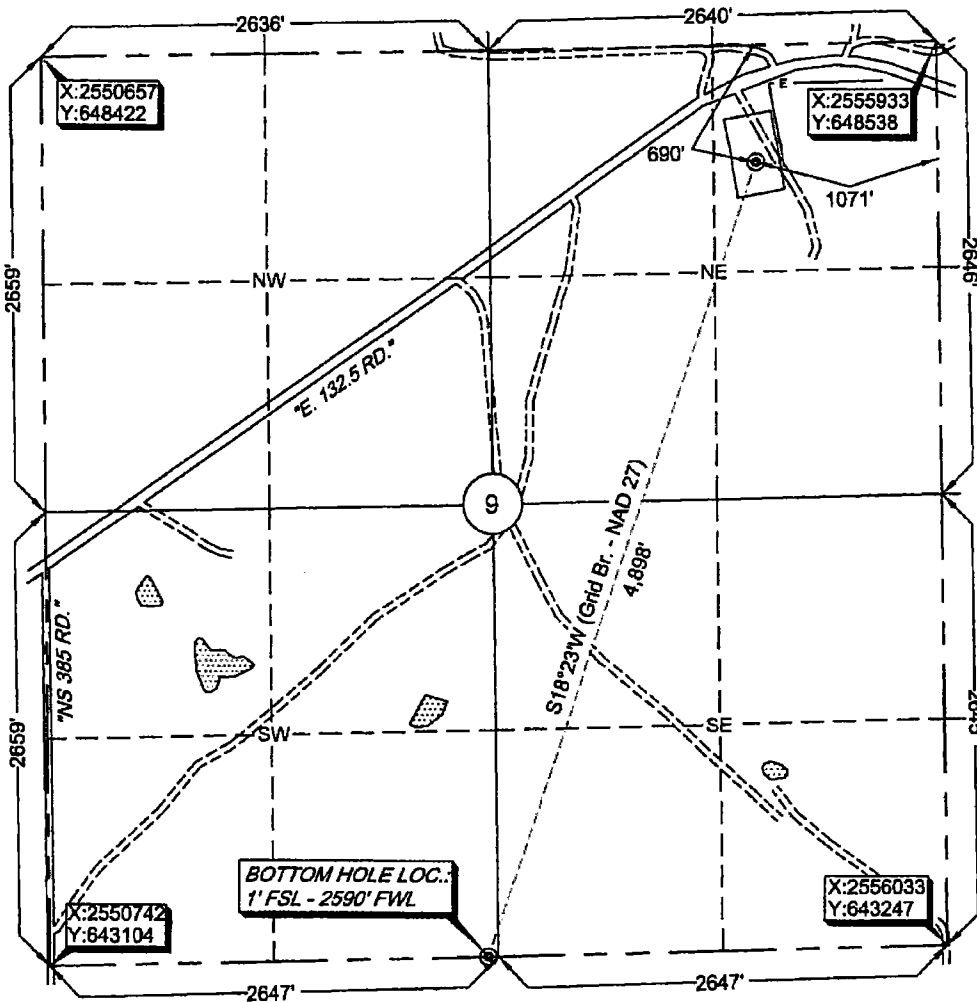 2636'
2640'
X:2550657
Y:648422
E
X:2555933
Y:648538
690'
1071'
2659'
NW
NE
2646'
"E. 132.5 RD."
9
S18°23'W (Grid Br. - NAD 27)
4,898'
"NS 385 RD."
2659'
SW
SE
BOTTOM HOLE LOC.:
1' FSL - 2590' FWL
X:2550742
Y:643104
X:2556033
Y:643247
2647'
2647'